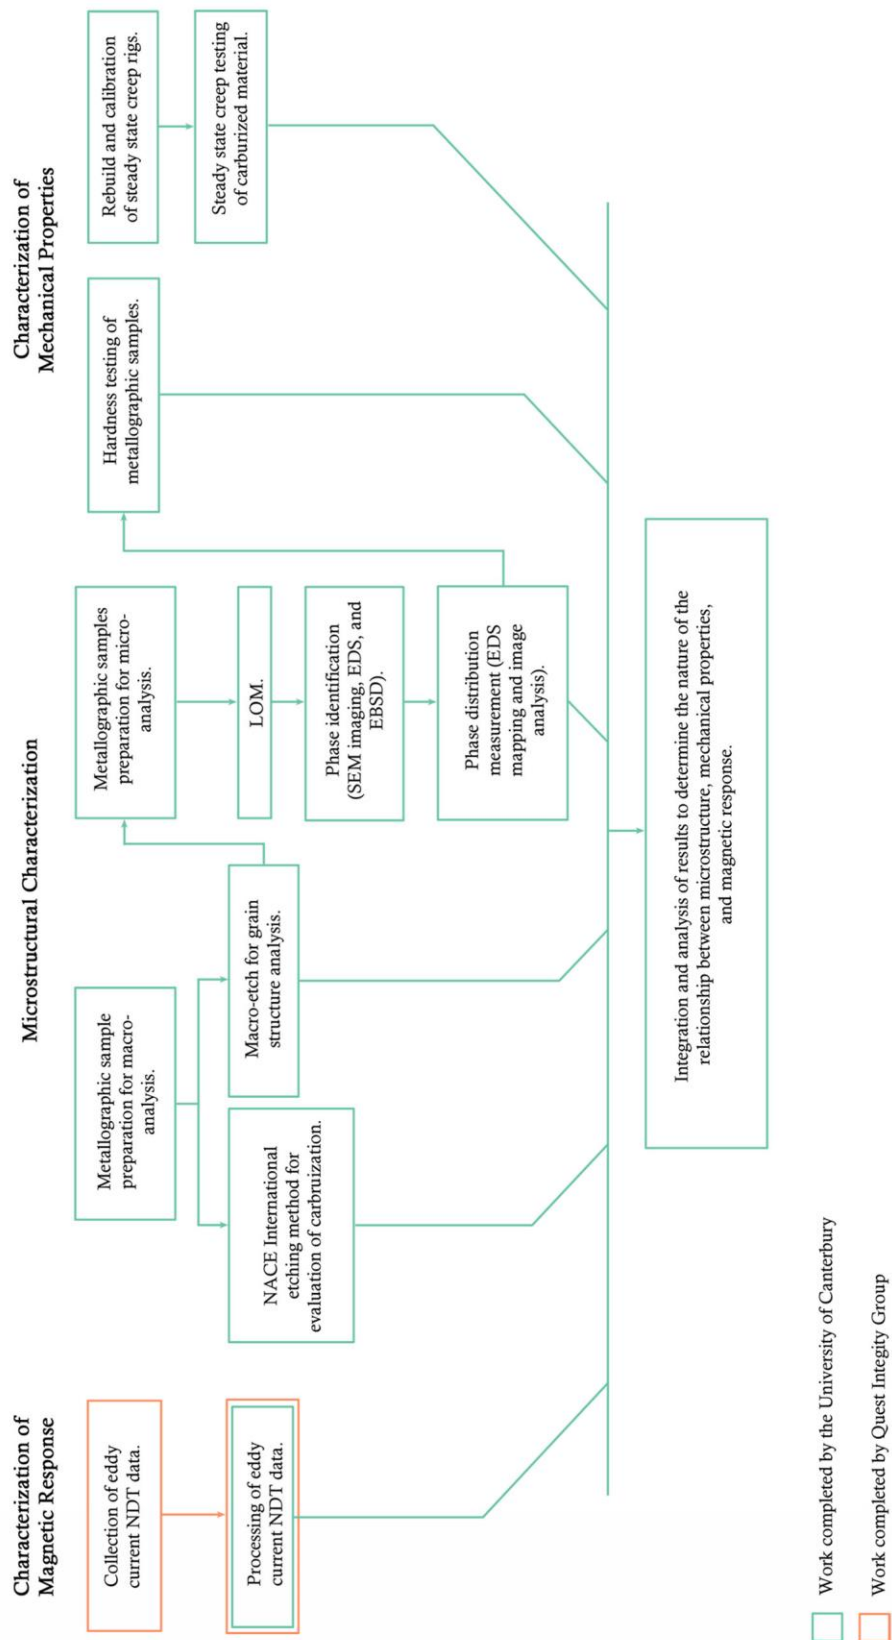 Characterization of
Magnetic Response
Collection of eddy
current NDT data.
Processing of eddy
current NDT data.
Microstructural Characterization
Metallographic sample
preparation for macro-
analysis.
NACE International
etching method for
evaluation of carbruization.
Macro-etch for grain
structure analysis.
Metallographic samples
preparation for micro-
analysis.
LOM.
Phase identification
(SEM imaging, EDS, and
EBSD).
Phase distribution
measurement (EDS
mapping and image
analysis).
Characterization of
Mechanical Properties
Hardness testing of
metallographic samples.
Rebuild and calibration
of steady state creep rigs.
Steady state creep testing
of carburized material.
Integration and analysis of results to determine the nature of the
relationship between microstructure, mechanical properties,
and magnetic response.
Work completed by the University of Canterbury
Work completed by Quest Integity Group